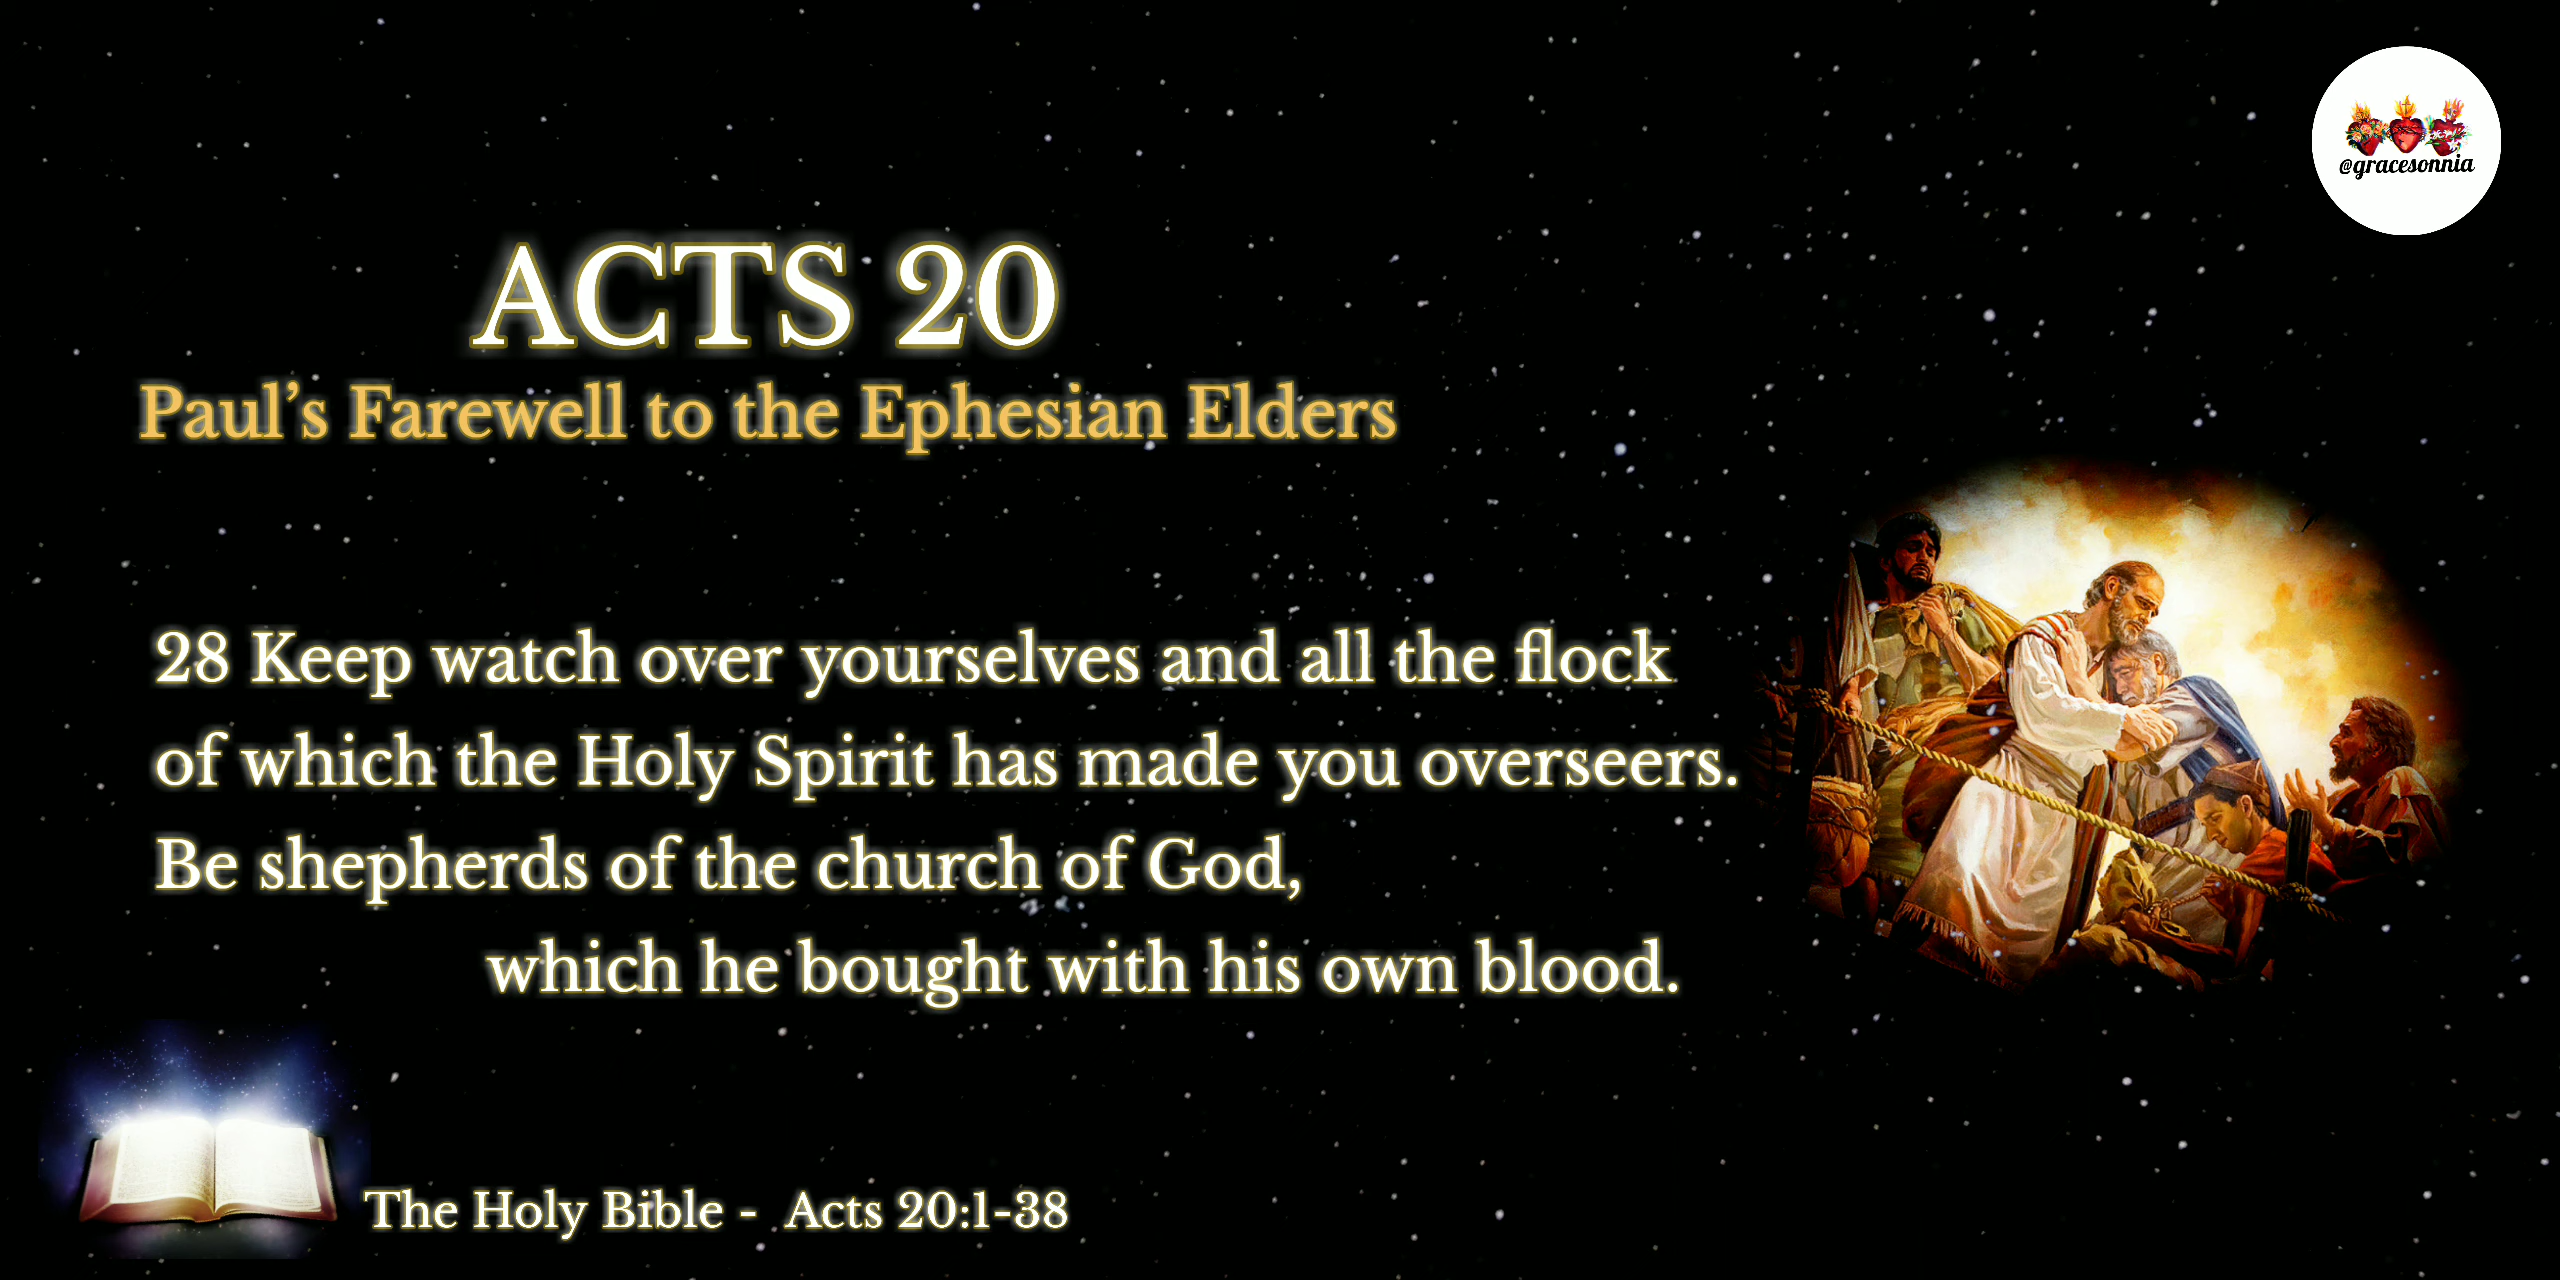 @gracesonnia
ACTS 20
Paul’s Farewell to the Ephesian Elders
28 Keep watch over yourselves and all the flock
of which the Holy Spirit has made you overseers.
Be shepherds of the church of God,
which he bought with his own blood.
The Holy Bible - Acts 20:1-38